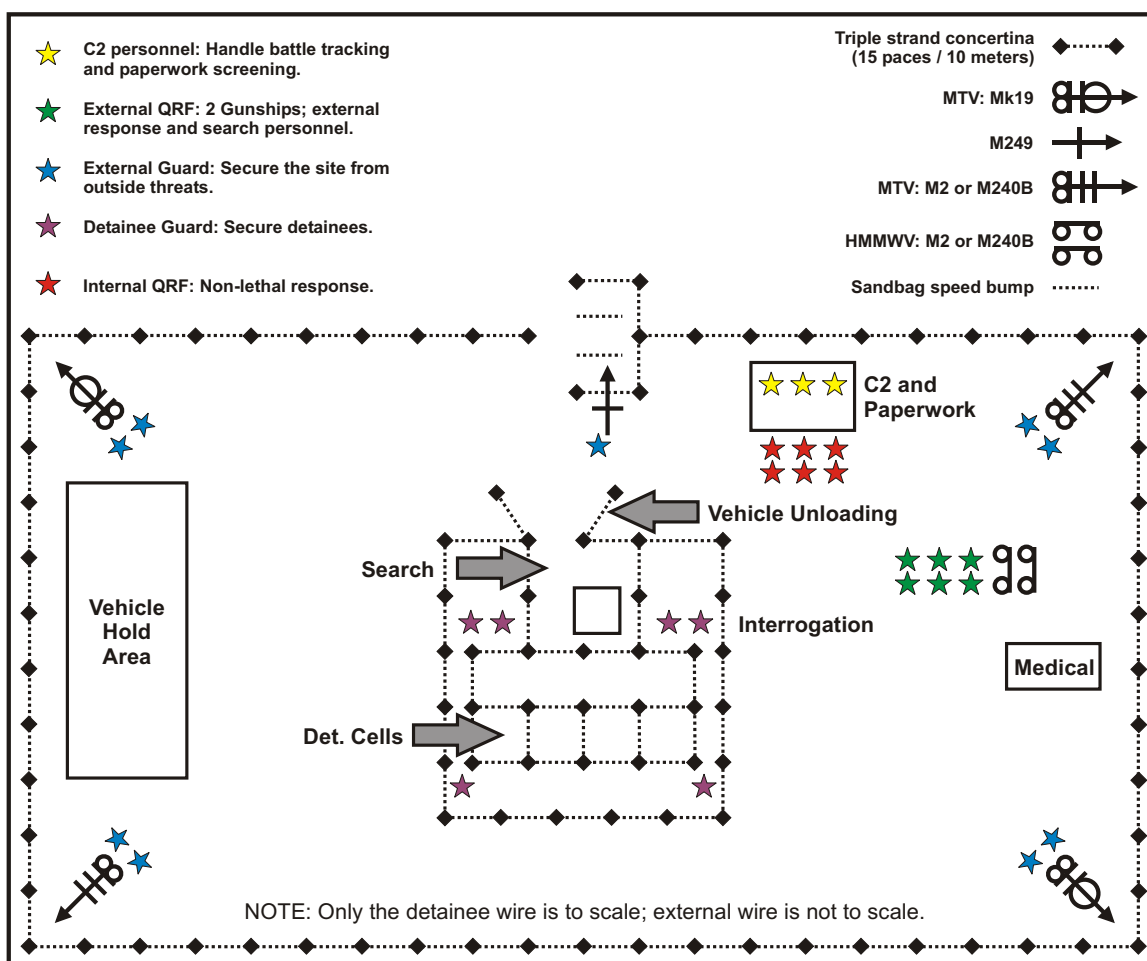 C2 personnel: Handle battle tracking
and paperwork screening.
External QRF: 2 Gunships; external
response and search personnel.
External Guard: Secure the site from
outside threats.
Detainee Guard: Secure detainees.
Internal QRF: Non-lethal response.
Triple strand concertina
(15 paces / 10 meters)
MTV: Mk19
M249
MTV: M2 or M240B
HMMWV: M2 or M240B
Sandbag speed bump
C2 and
Paperwork
Vehicle Unloading
Search
Vehicle
Hold
Area
Interrogation
Medical
Det. Cells
NOTE: Only the detainee wire is to scale; external wire is not to scale.